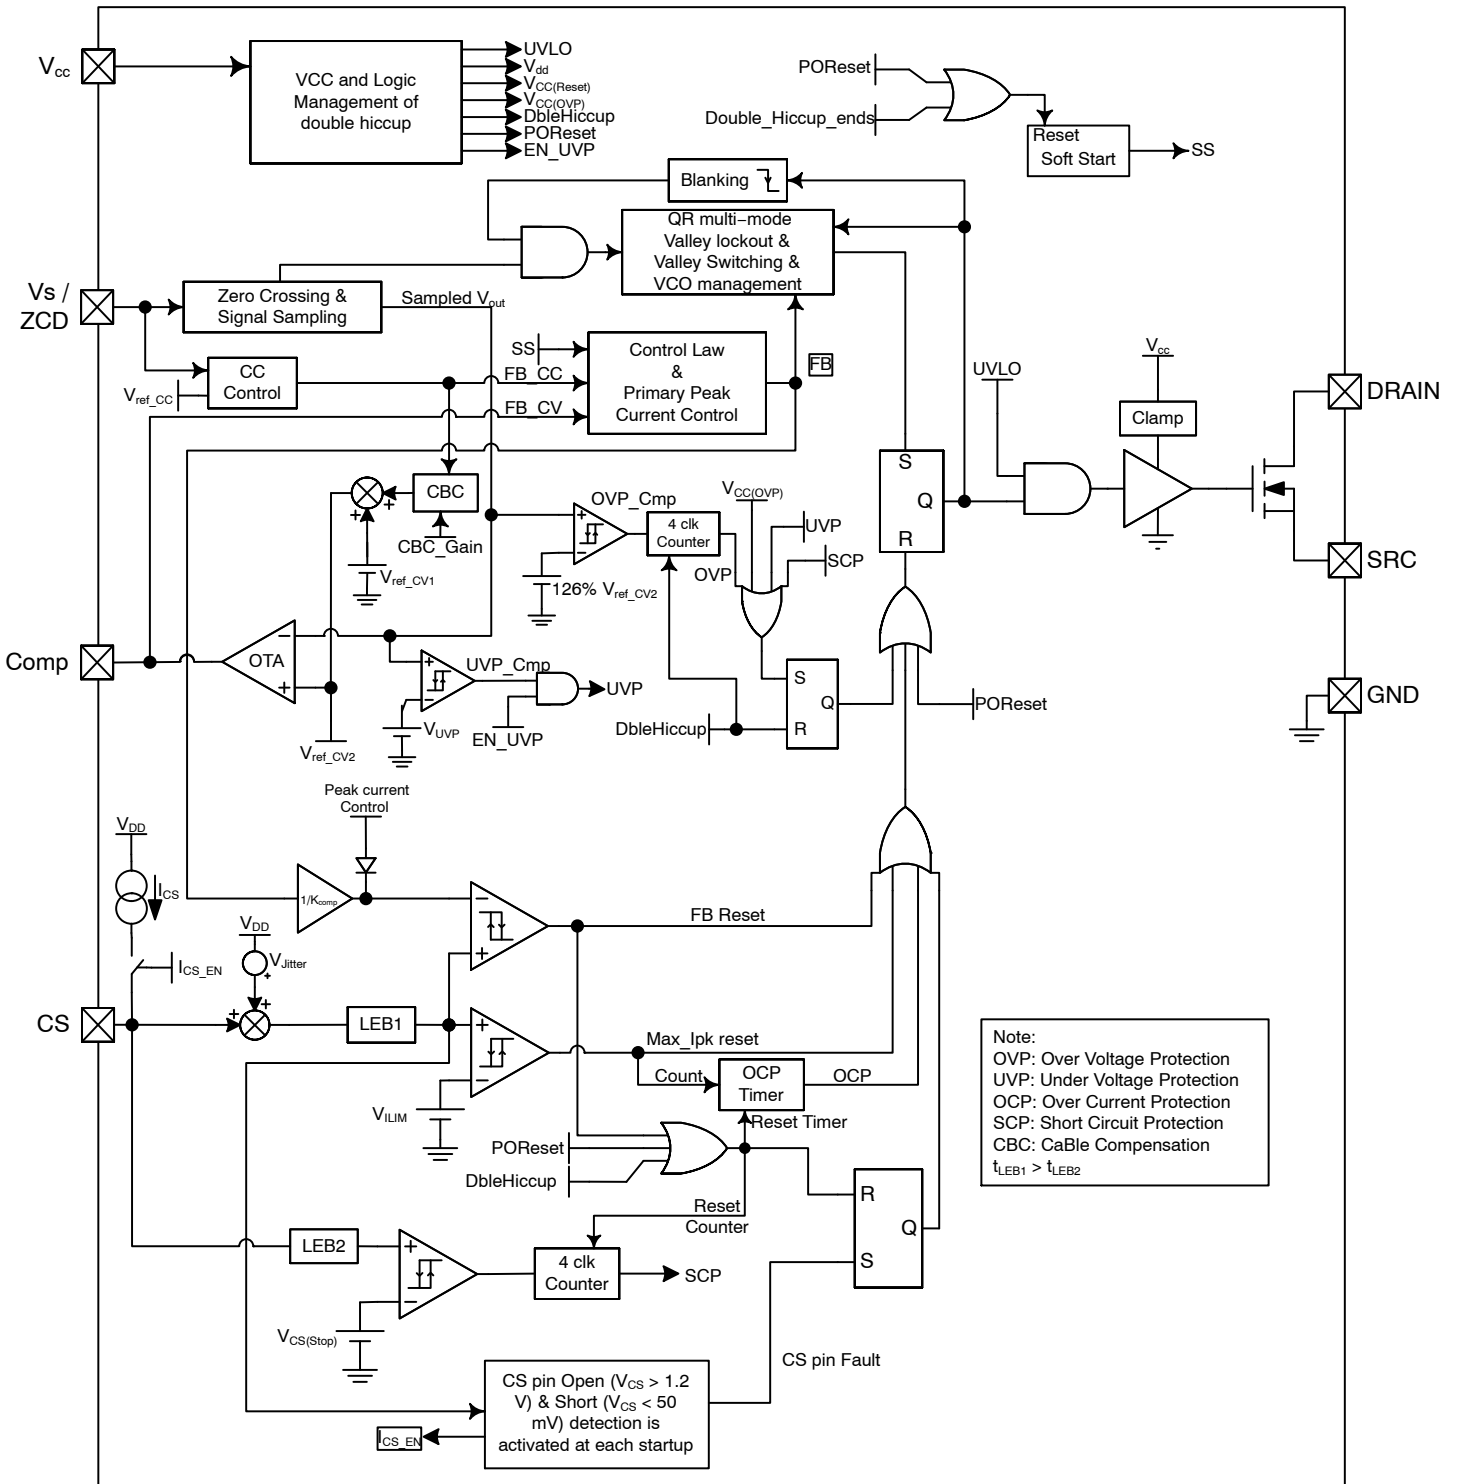 Vcc
VCC and Logic
Management of
double hiccup
UVLO
Vdd
VCC(Reset)
VCC(OVP)
DbleHiccup
POReset
EN_UVP
POReset
Double_Hiccup_ends
Reset
Soft Start
SS
Blanking
QR multi−mode
Valley lockout &
Valley Switching &
VCO management
Vs /
ZCD
Zero Crossing &
Signal Sampling
Sampled Vout
CC
Control
Vref_CC
SS
FB_CC
FB_CV
Control Law
&
Primary Peak
Current Control
FB
UVLO
Vcc
Clamp
DRAIN
SRC
GND
S
Q
R
CBC
CBC_Gain
+
+
Vref_CV1
OVP_Cmp
+
−
4 clk
Counter
126% Vref_CV2
VCC(OVP)
UVP
SCP
OVP
Comp
OTA
−
+
Vref_CV2
UVP_Cmp
+
−
UVP
VUVP
EN_UVP
DbleHiccup
S
Q
R
POReset
Peak current
Control
VDD
ICS
1/Kcomp
−
+
FB Reset
VDD
VJitter
+
ICS_EN
CS
+
+
LEB1
+
−
Max_Ipk reset
Count
OCP
Timer
OCP
Reset Timer
VILIM
POReset
DbleHiccup
Reset
Counter
R
Q
S
LEB2
+
−
4 clk
Counter
SCP
VCS(Stop)
CS pin Fault
CS pin Open (VCS > 1.2
V) & Short (VCS < 50
mV) detection is
activated at each startup
ICS_EN
Note:
OVP: Over Voltage Protection
UVP: Under Voltage Protection
OCP: Over Current Protection
SCP: Short Circuit Protection
CBC: CaBle Compensation
tLEB1 > tLEB2